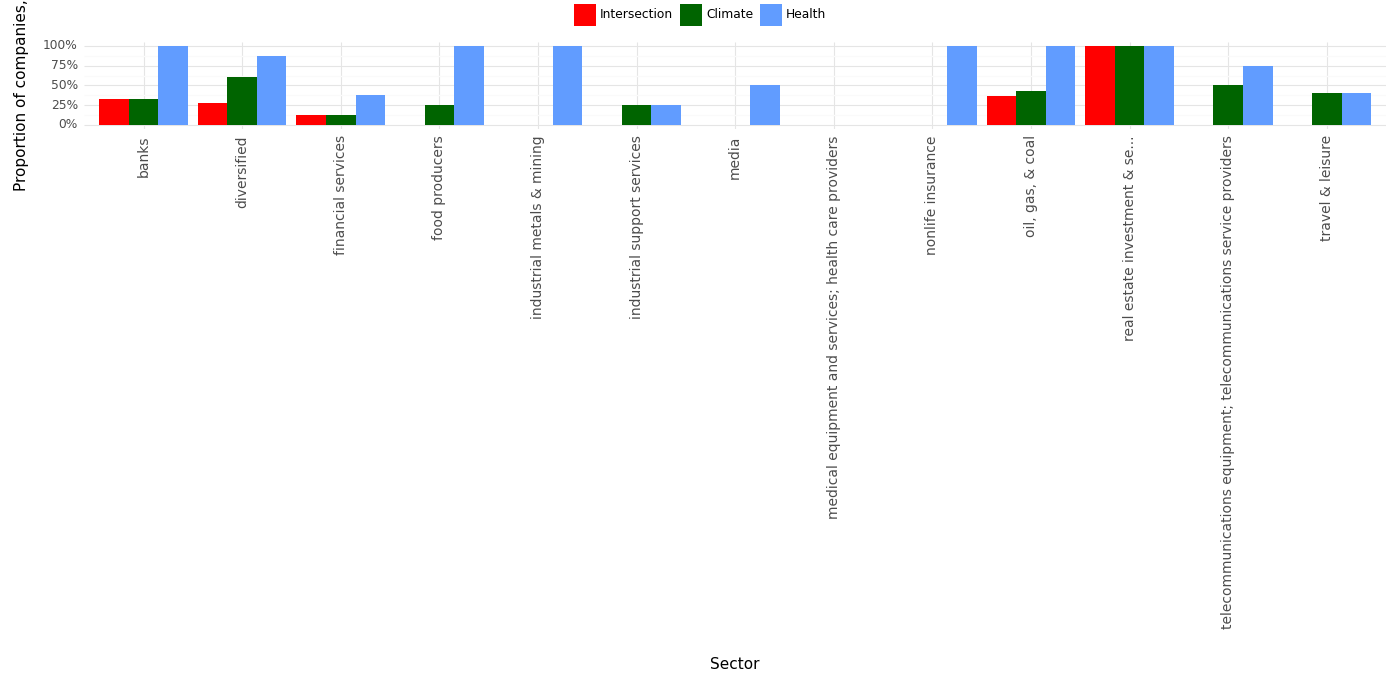 Intersection Climate Health
Proportion of companies,
100%
75%
50%
25%
0%
banks
diversified
financial services
food producers
industrial metals & mining
industrial support services
media
medical equipment and services; health care providers
nonlife insurance
oil, gas, & coal
real estate investment & se...
telecommunications equipment; telecommunications service providers
travel & leisure
Sector